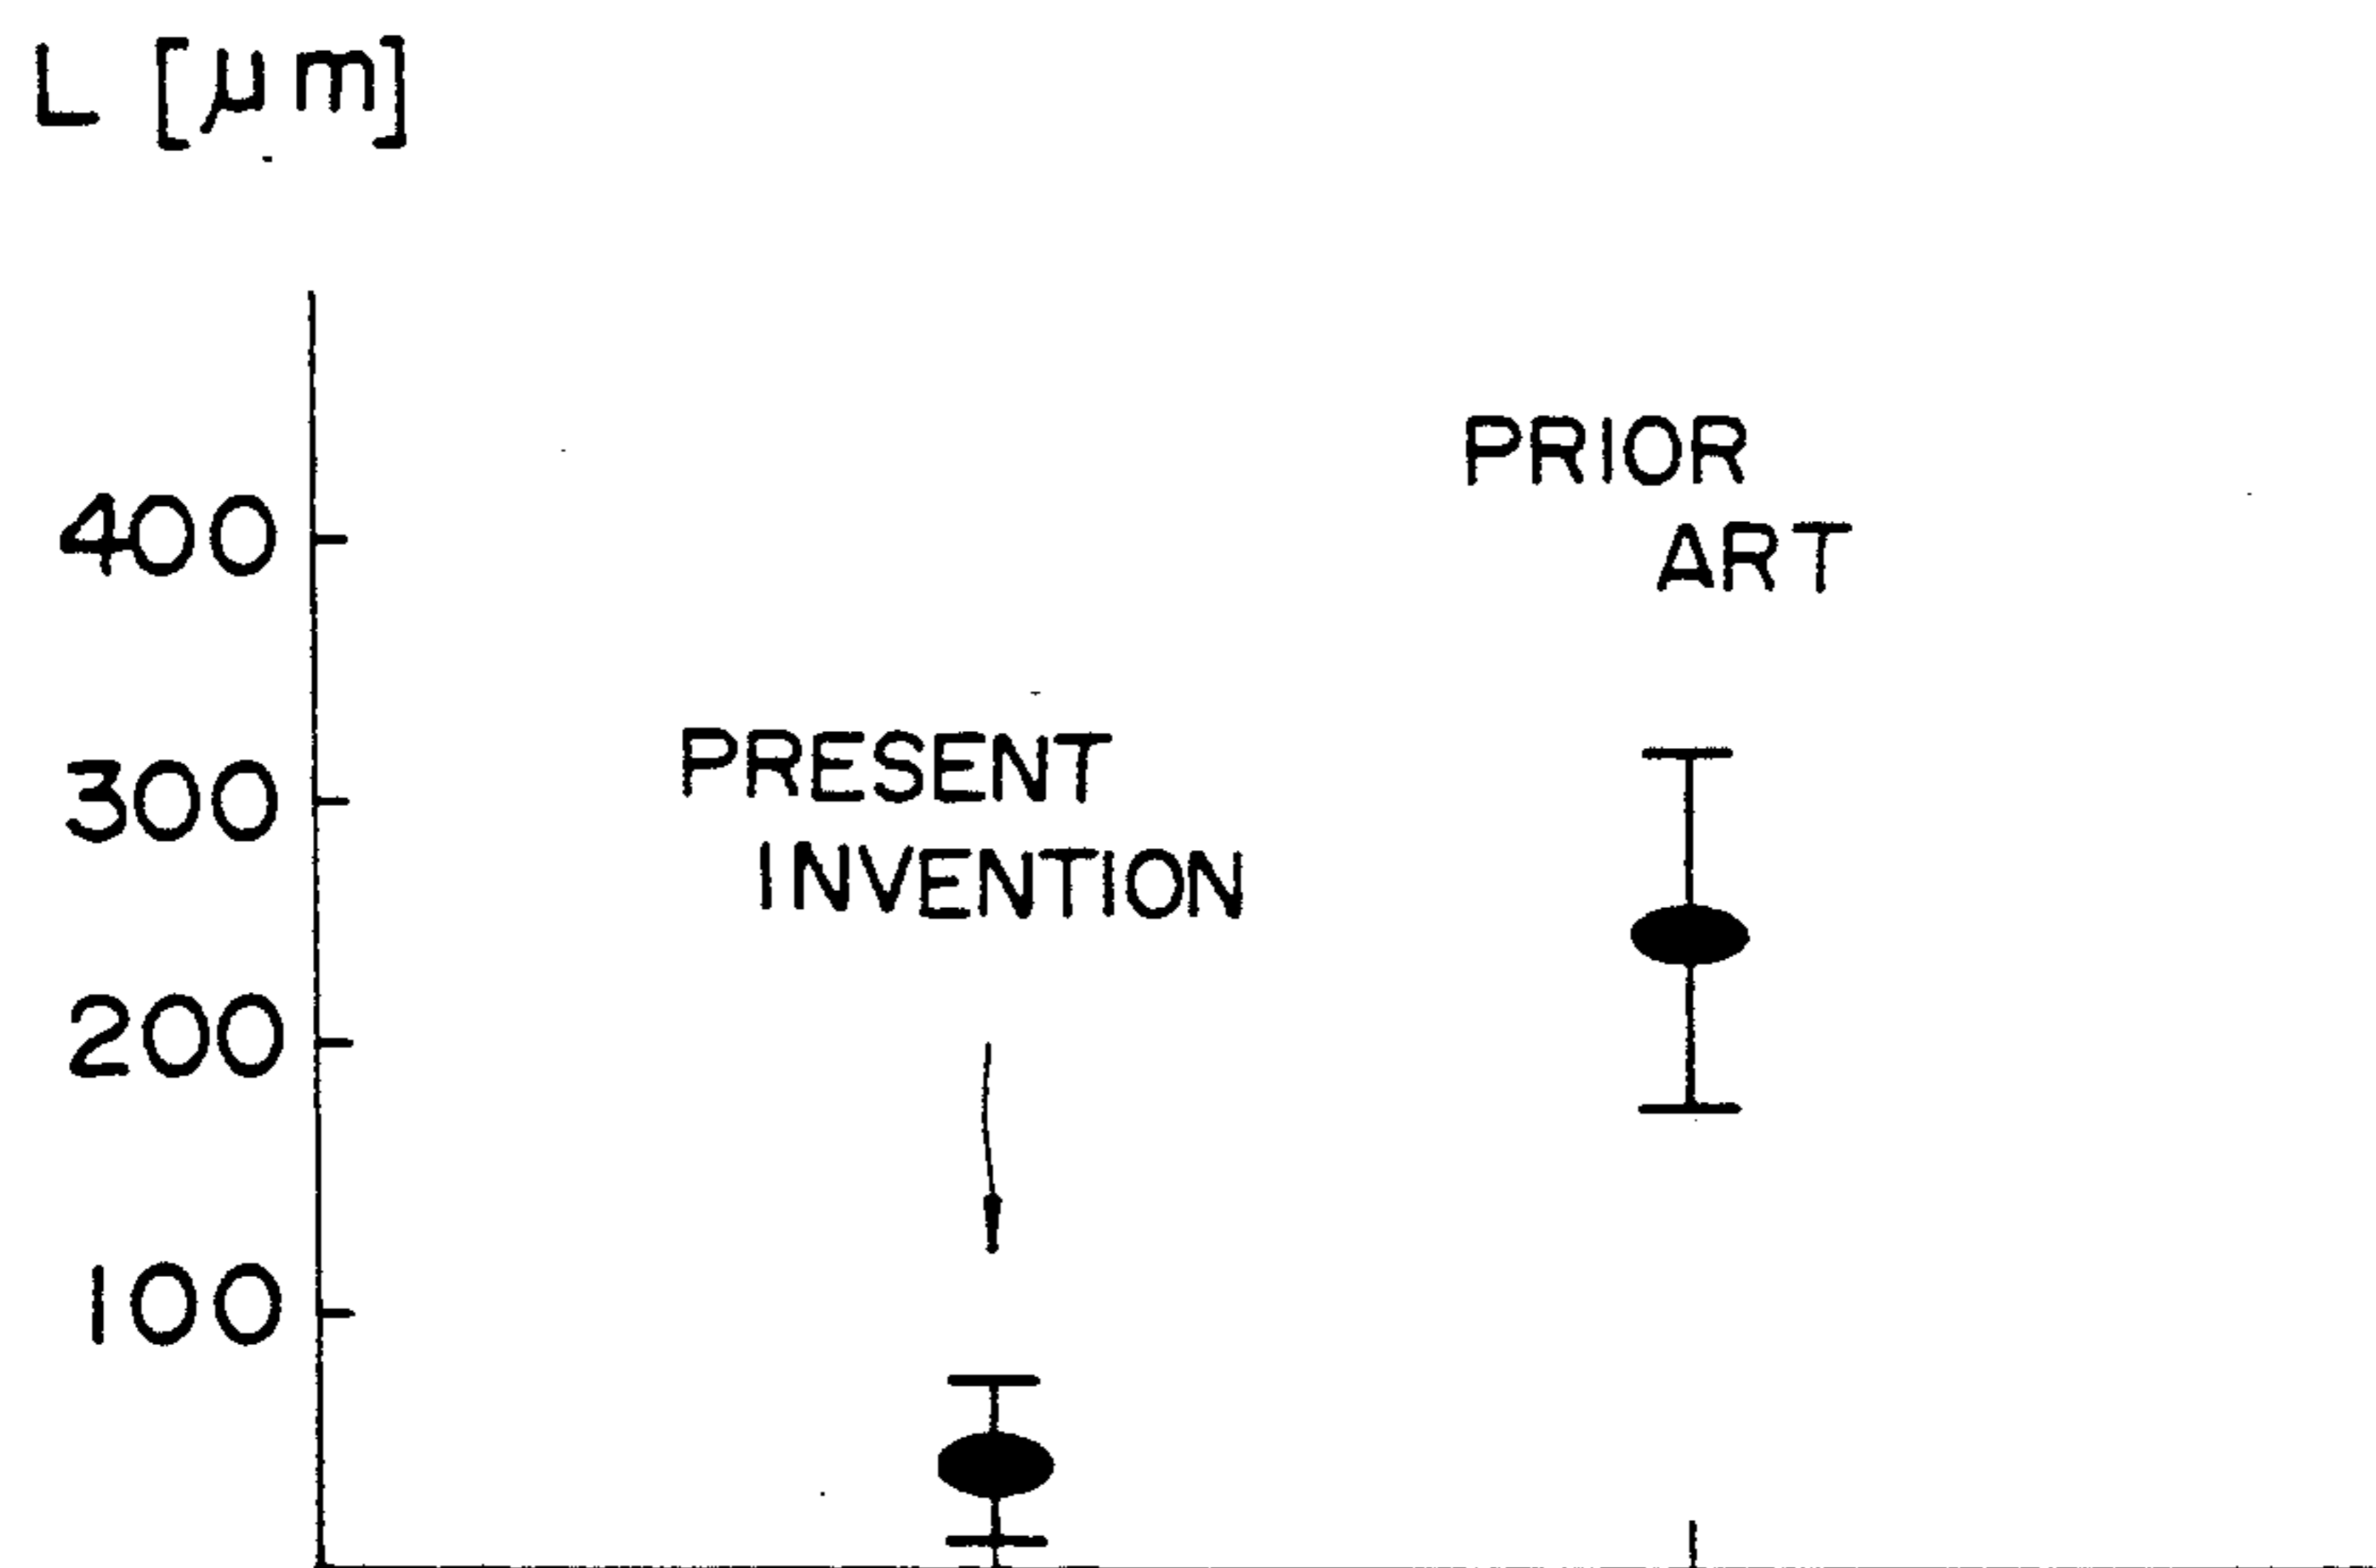 L [μm]
PRIOR
ART
400
PRESENT
INVENTION
300
200
100